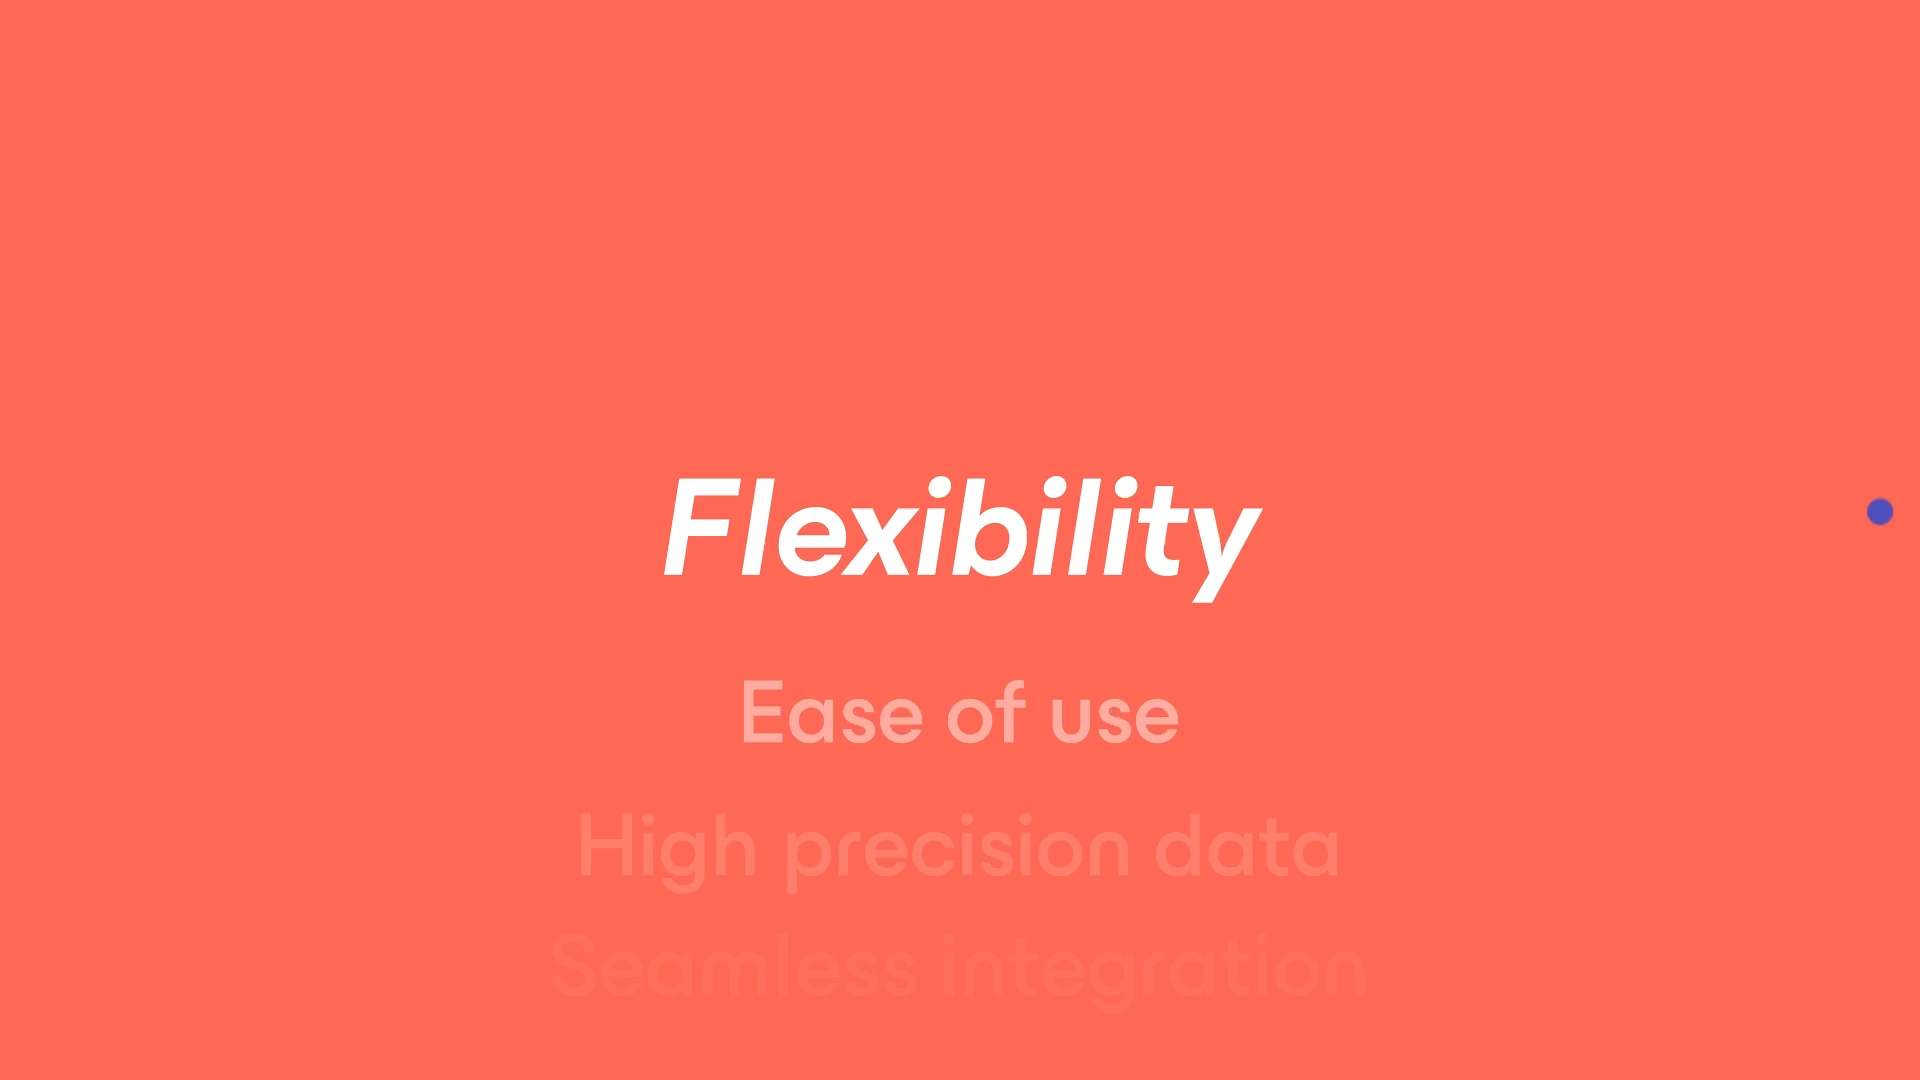 Flexibility
Ease of use
High precision data
Seamless integration